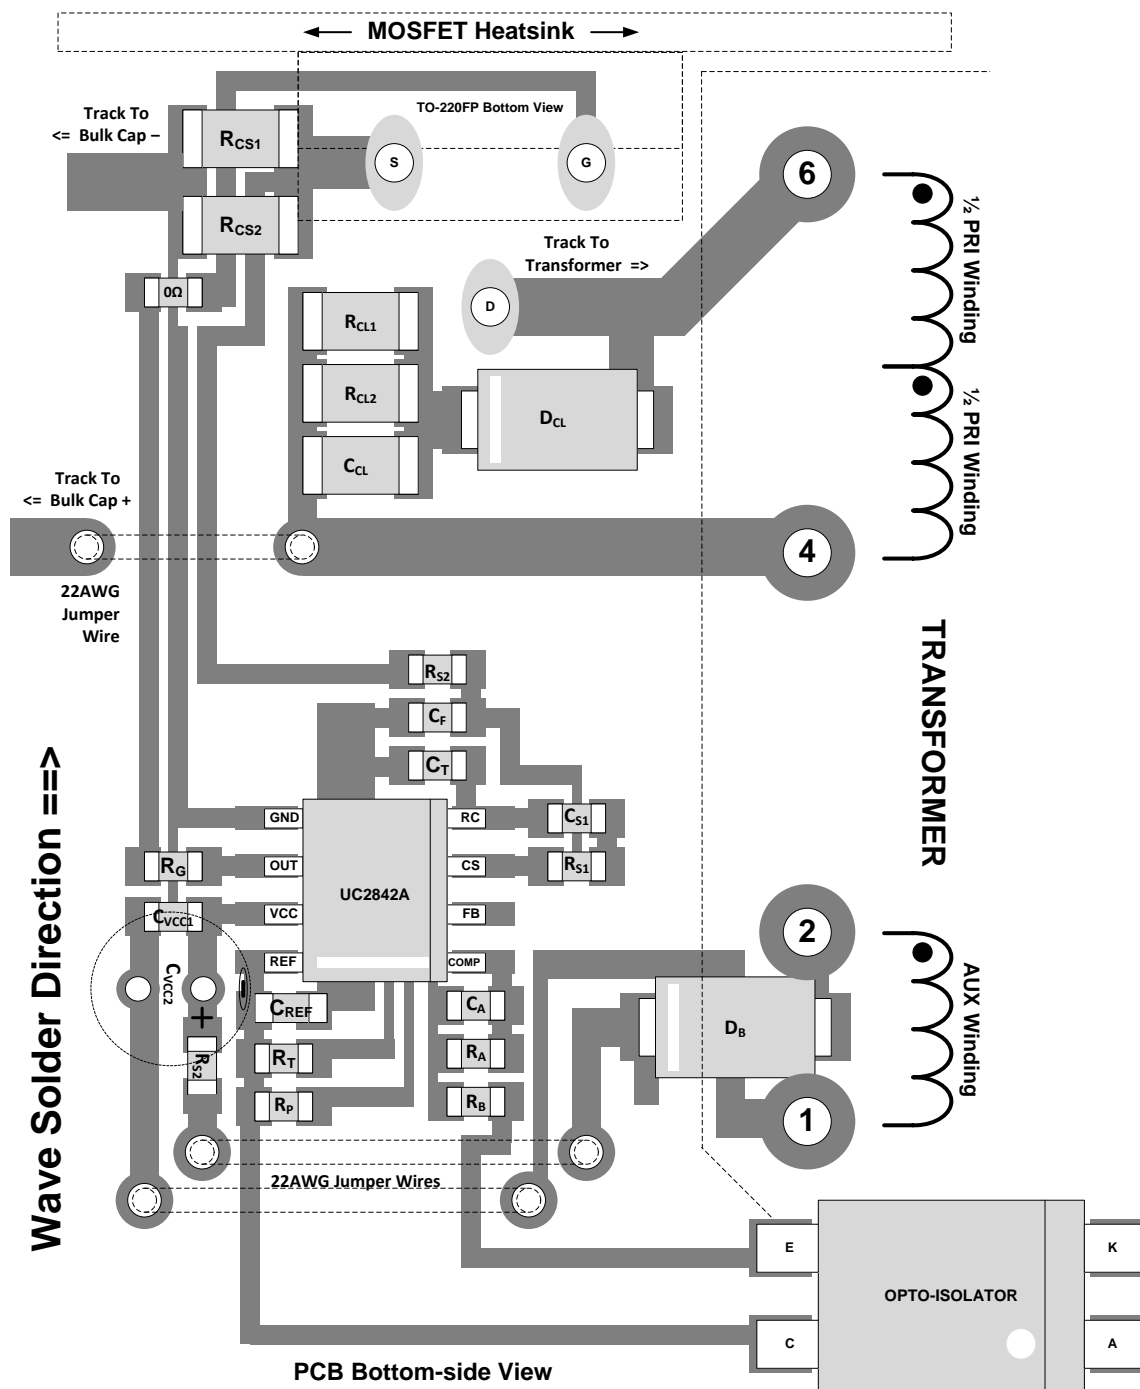 MOSFET Heatsink
Track To
<= Bulk Cap –
TO-220FP Bottom View
RCS1
S
G
6
RCS2
½ PRI Winding
Track To
Transformer =>
0Ω
D
RCL1
RCL2
DCL
½ PRI Winding
CCL
Track To
<= Bulk Cap +
4
22AWG
Jumper
Wire
TRANSFORMER
RS2
CF
CT
Wave Solder Direction ==>
GND
RC
CS1
RG
OUT
CS
RS1
UC2842A
CVCC1
VCC
FB
2
REF
COMP
CVCC2
+
CREF
CA
DB
AUX Winding
RS2
RT
RA
RP
RB
1
22AWG Jumper Wires
E
K
OPTO-ISOLATOR
C
A
PCB Bottom-side View